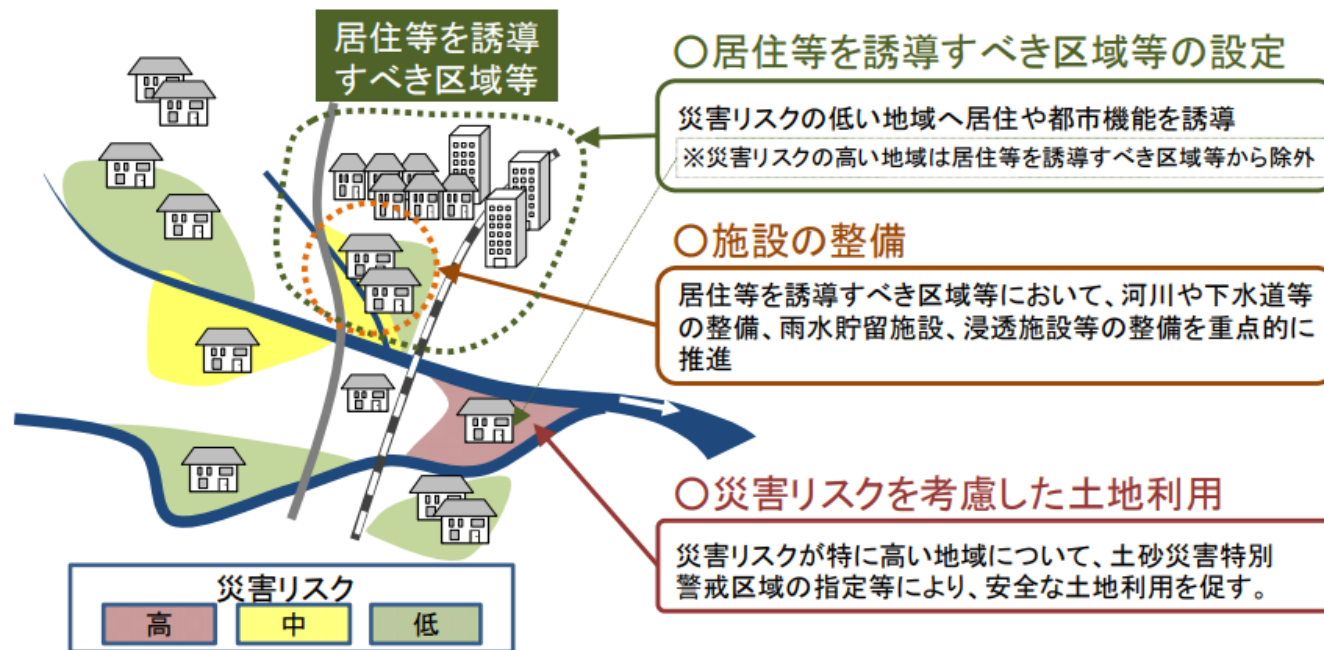 居住等を誘導
すべき区域等
〇居住等を誘導すべき区域等の設定
災害リスクの低い地域へ居住や都市機能を誘導
※災害リスクの高い地域は居住等を誘導すべき区域等から除外
〇施設の整備
居住等を誘導すべき区域等において、河川や下水道等
の整備、雨水貯留施設、浸透施設等の整備を重点的に
推進
〇災害リスクを考慮した土地利用
災害リスクが特に高い地域について、土砂災害特別
警戒区域の指定等により、安全な土地利用を促す。
災害リスク
高
中
低